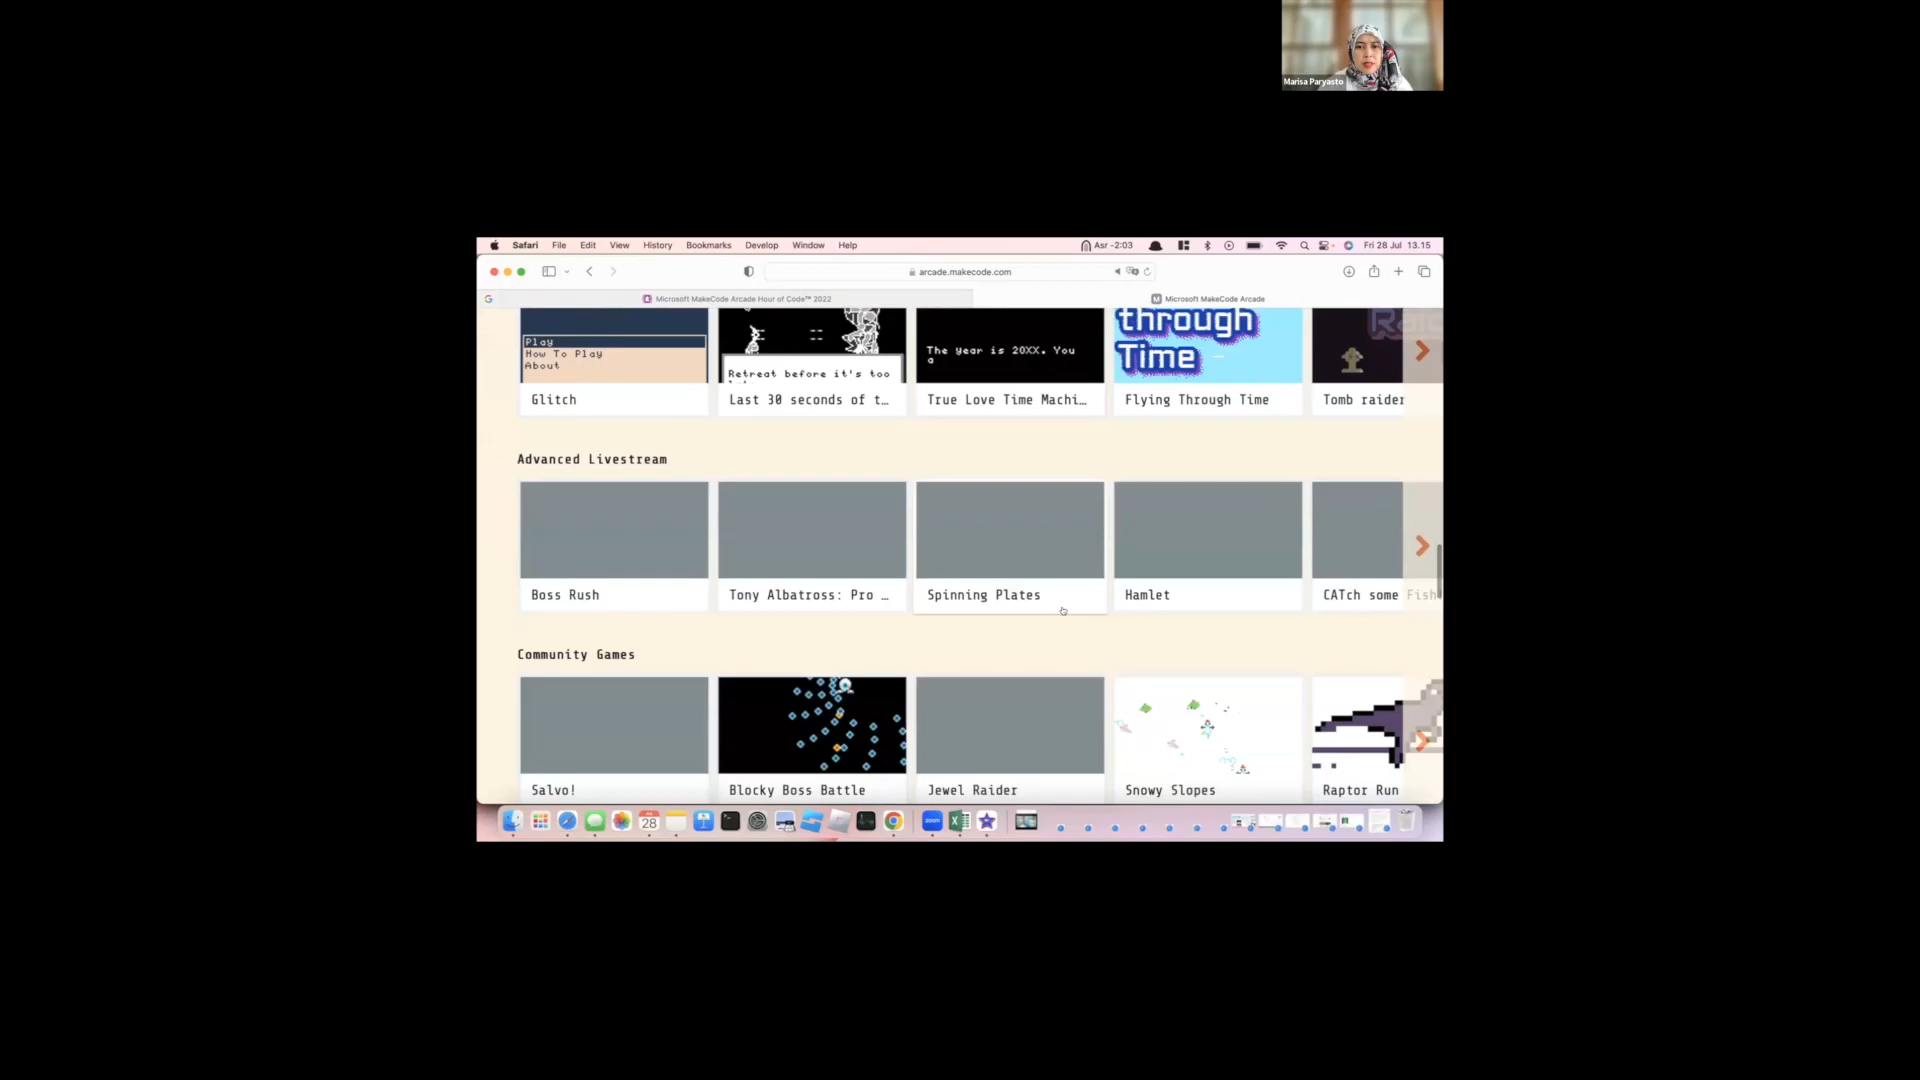 Marisa Paryasto
Safari File Edit View History Bookmarks Develop Window Help Asr -2:03 Fri 28 Jul 13.15
arcade.makecode.com
Microsoft MakeCode Arcade Hour of Code™ 2022
Microsoft MakeCode Arcade
Play
How To Play
About
Retreat before it's too
The year is 20XX. You
a
through
Time
Glitch
Last 30 seconds of t…
True Love Time Machi…
Flying Through Time
Tomb raider
Advanced Livestream
Boss Rush
Tony Albatross: Pro …
Spinning Plates
Hamlet
CATch some Fish
Community Games
Salvo!
Blocky Boss Battle
Jewel Raider
Snowy Slopes
Raptor Run
28
zoom